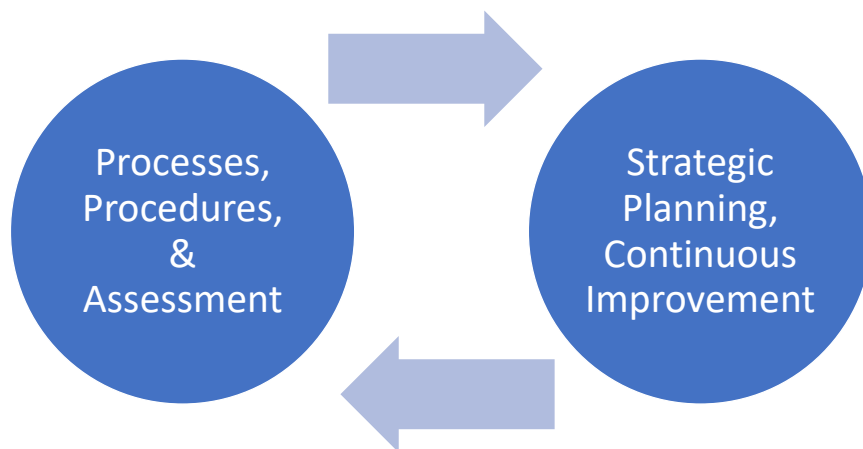 Processes,
Procedures,
&
Assessment
Strategic
Planning,
Continuous
Improvement